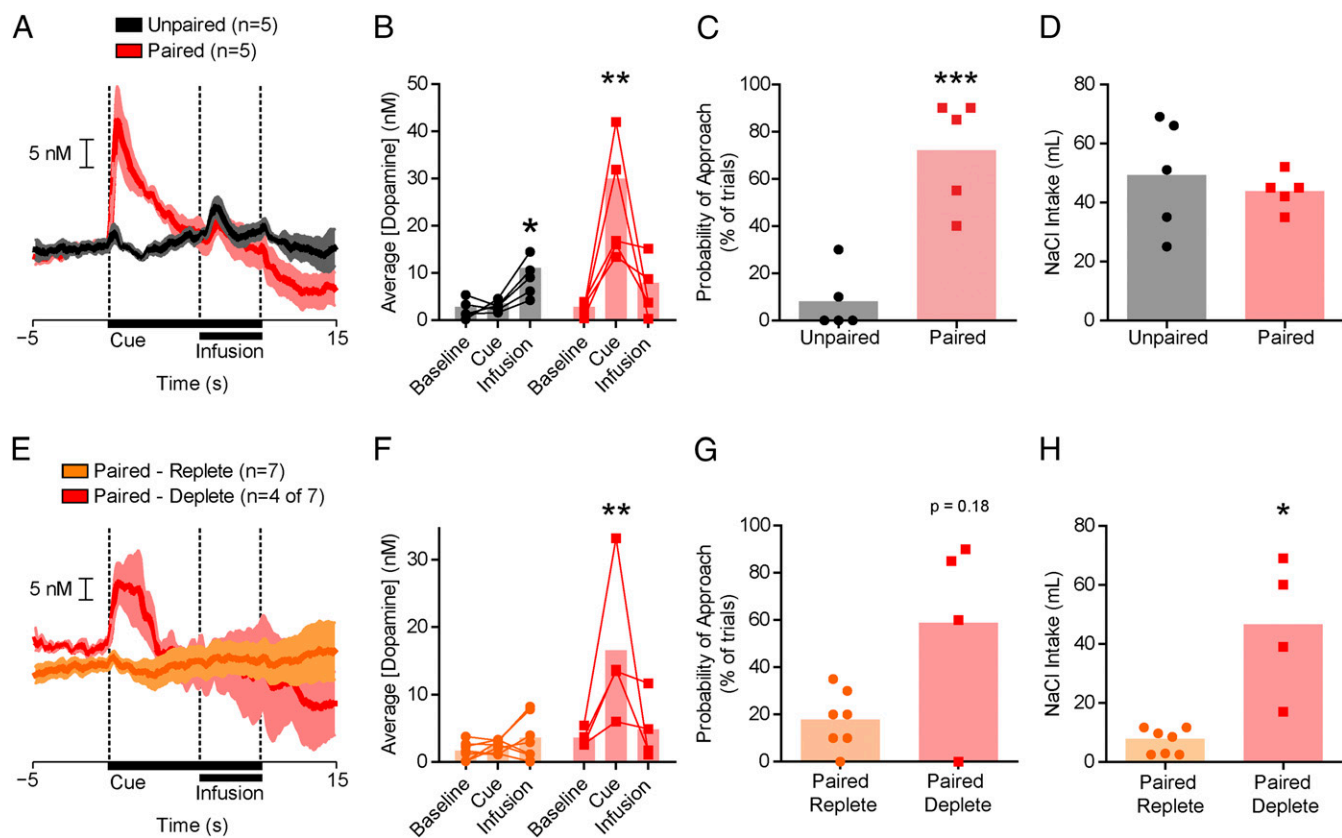 A
Unpaired (n=5)
Paired (n=5)
5 nM
−5
15
Cue
Infusion
Time (s)
B
Average [Dopamine] (nM)
50
40
30
20
10
0
*
**
Baseline
Cue
Infusion
Baseline
Cue
Infusion
C
Probability of Approach
(% of trials)
100
80
60
40
20
0
***
Unpaired
Paired
D
NaCl Intake (mL)
80
60
40
20
0
Unpaired
Paired
E
Paired - Replete (n=7)
Paired - Deplete (n=4 of 7)
5 nM
−5
15
Cue
Infusion
Time (s)
F
Average [Dopamine] (nM)
30
20
10
0
**
Baseline
Cue
Infusion
Baseline
Cue
Infusion
G
Probability of Approach
(% of trials)
100
80
60
40
20
0
p = 0.18
Paired
Replete
Paired
Deplete
H
NaCl Intake (mL)
80
60
40
20
0
*
Paired
Replete
Paired
Deplete